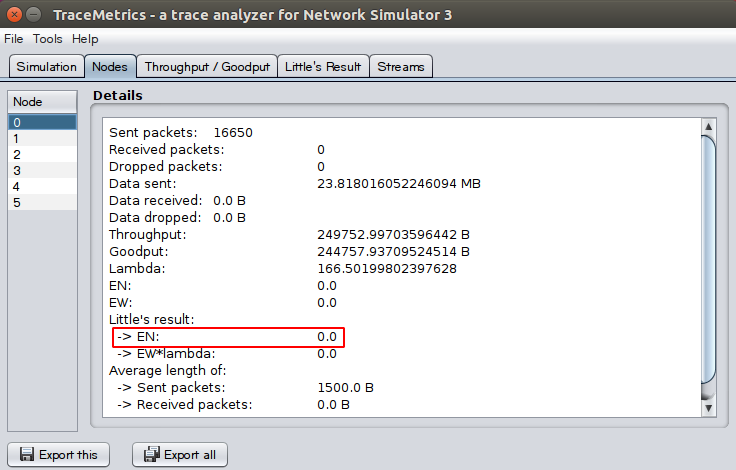 TraceMetrics - a trace analyzer for Network Simulator 3
File Tools Help
Simulation Nodes Throughput / Goodput Little's Result Streams
Node
0
1
2
3
4
5
Details
Sent packets: 16650
Received packets: 0
Dropped packets: 0
Data sent: 23.818016052246094 MB
Data received: 0.0 B
Data dropped: 0.0 B
Throughput: 249752.99703596442 B
Goodput: 244757.93709524514 B
Lambda: 166.50199802397628
EN: 0.0
EW: 0.0
Little's result:
-> EN: 0.0
-> EW*lambda: 0.0
Average length of:
-> Sent packets: 1500.0 B
-> Received packets: 0.0 B
Export this Export all